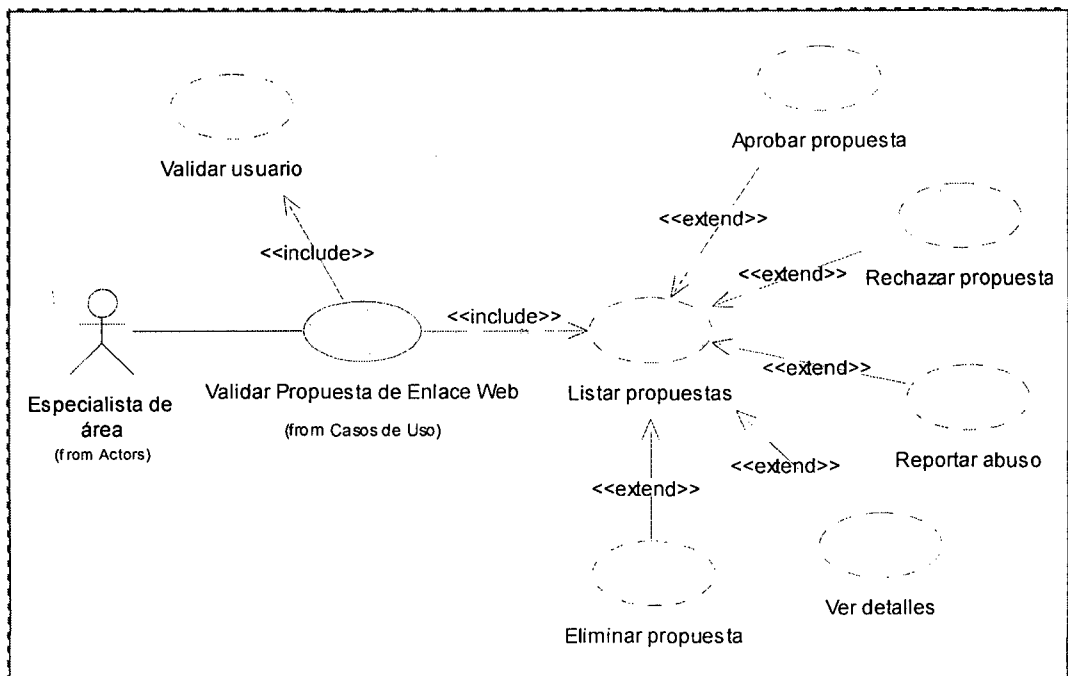 Aprobar propuesta
Validar usuario
<<extend>>
<<include>>
<<extend>>
Rechazar propuesta
<<include>>
Especialista de
área
(from Actors)
Validar Propuesta de Enlace Web
(from Casos de Uso)
Listar propuestas
<<extend>>
Reportar abuso
<<extend>>
<<extend>>
Ver detalles
Eliminar propuesta